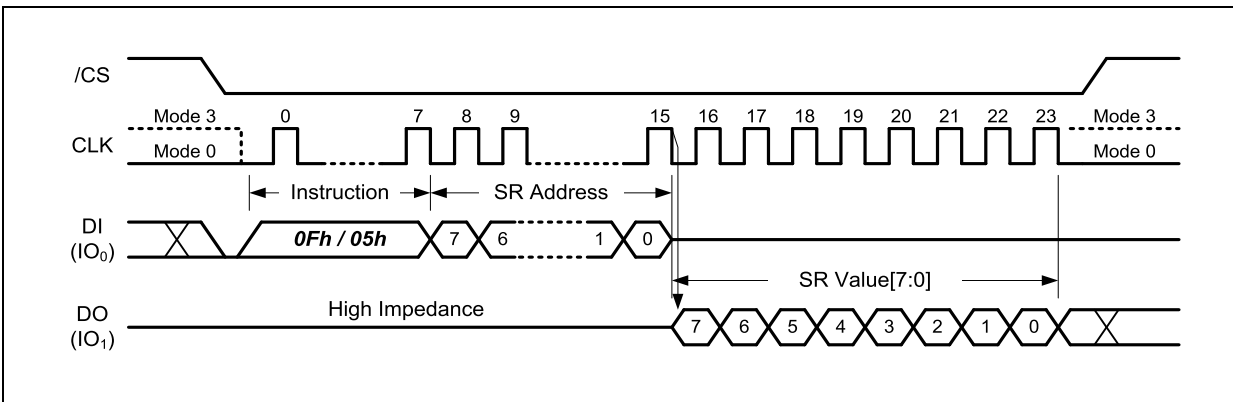 /CS
Mode 3 0 7 8 9 15 16 17 18 19 20 21 22 23 Mode 3
CLK
Mode 0 Mode 0
Instruction SR Address
DI
(IO₀)
0Fh / 05h 7 6 1 0
SR Value[7:0]
High Impedance
DO
(IO₁)
7 6 5 4 3 2 1 0